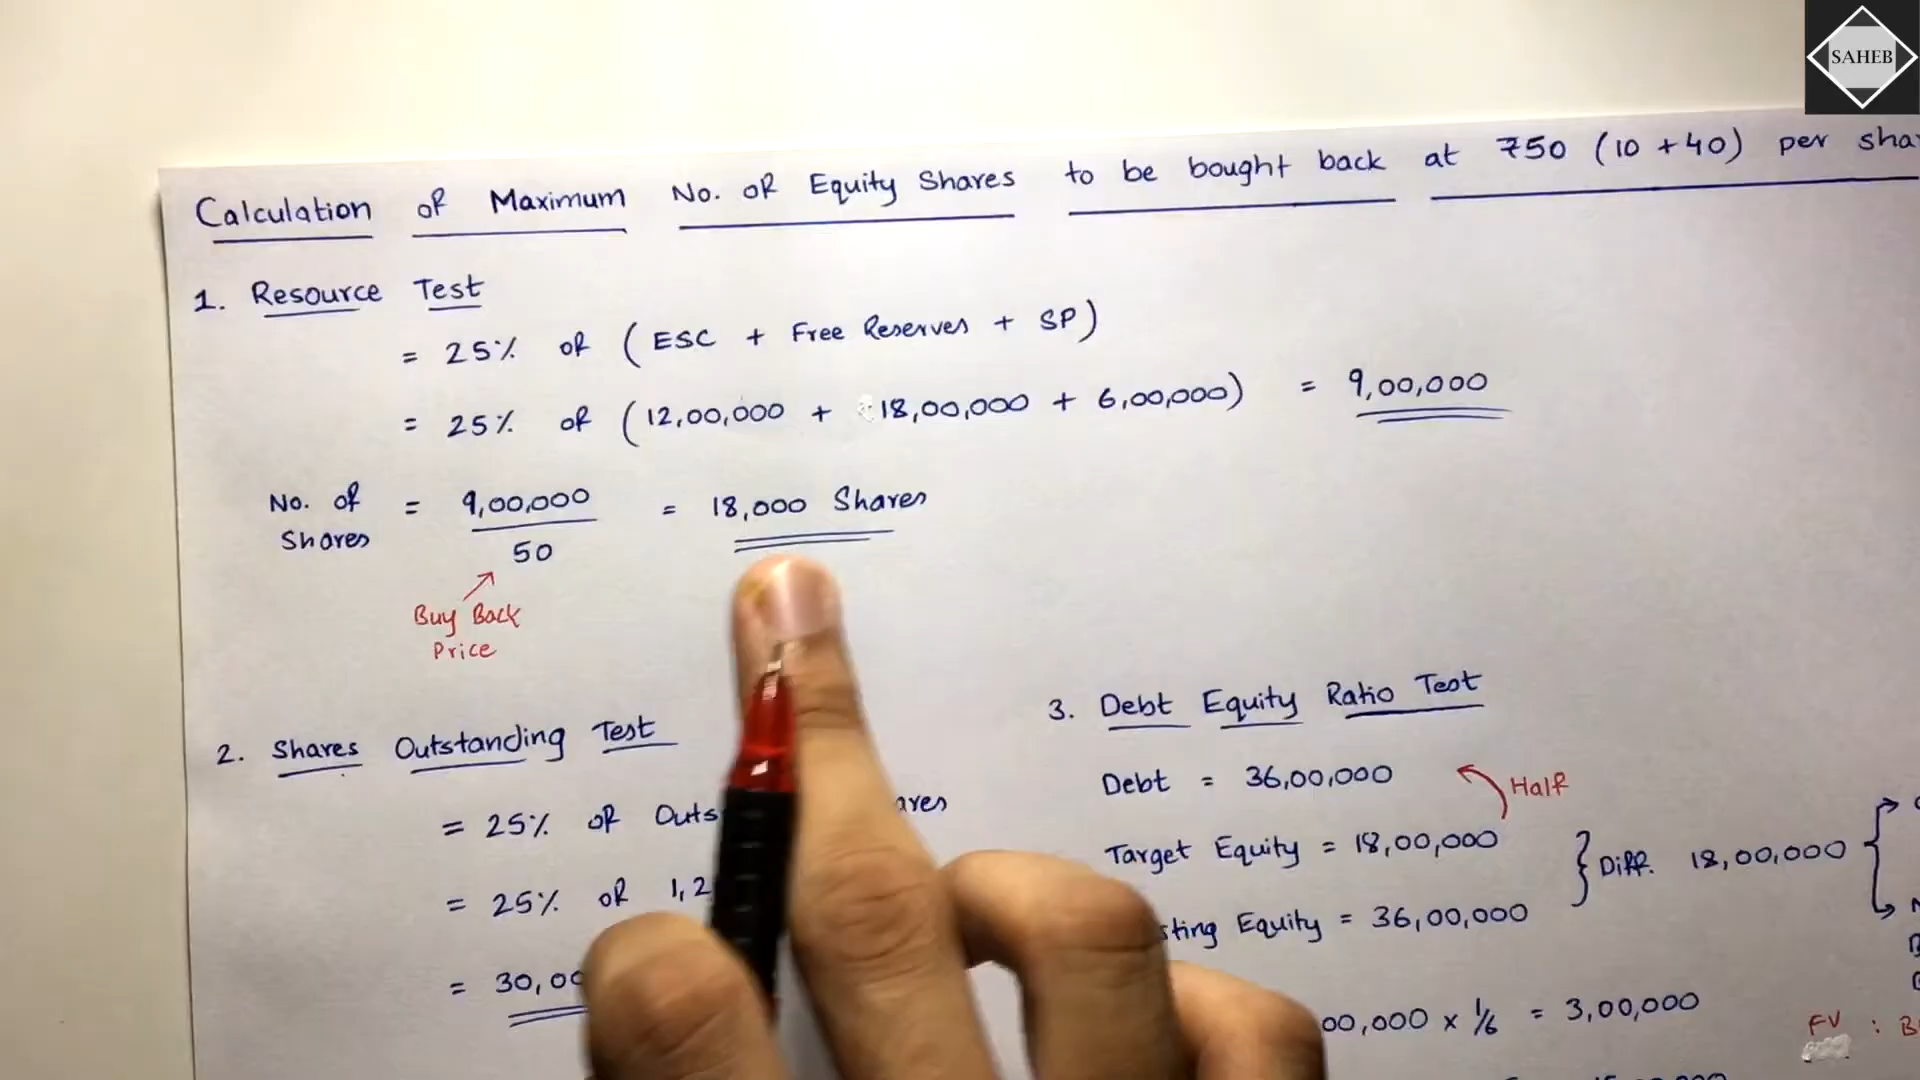 SAHEB
Calculation of Maximum No. of Equity Shares to be bought back at ₹50 (10 + 40) per
1. Resource Test
= 25% of (ESC + Free Reserves + SP)
= 25% of (12,00,000 + 18,00,000 + 6,00,000) = 9,00,000
No. of Shares = 9,00,000 / 50 = 18,000 Shares
Buy Back
Price
2. Shares Outstanding Test
= 25% of
= 25% of
=
3. Debt Equity Ratio Test
Debt = 36,00,000
Half
Target Equity = 18,00,000
} Diff. 18,00,000
Equity = 36,00,000
x 1/6 = 3,00,000
FV :